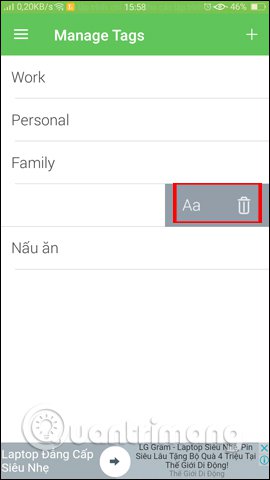 0,20KB/s 15:58 46%
Manage Tags
Work
Personal
Family
Aa
Nấu ăn
Quantrimang
Laptop Đẳng Cấp
Siêu Nhẹ
LG Gram - Laptop Siêu Nhẹ, Pin
Siêu Lâu Tặng Bộ Quà 4 Triệu Tại
Thế Giới Di Động!
Thế Giới Di Động